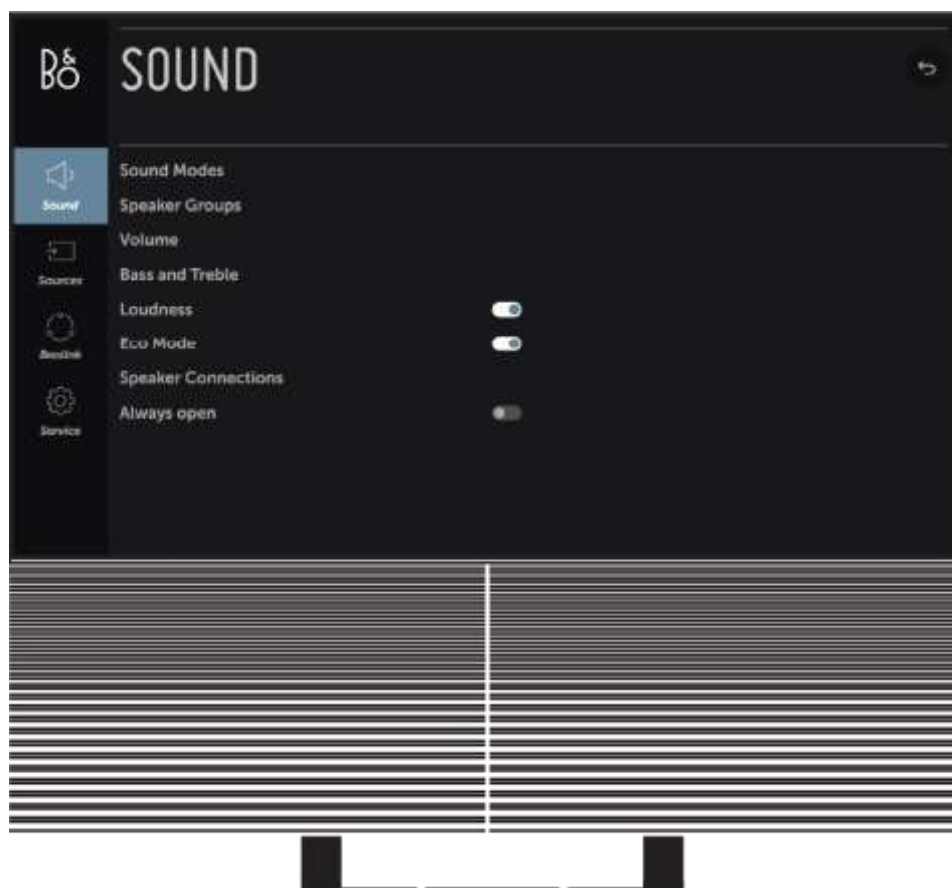 B&O
SOUND
Sound
Sources
Beolink
Service
Sound Modes
Speaker Groups
Volume
Bass and Treble
Loudness
Eco Mode
Speaker Connections
Always open